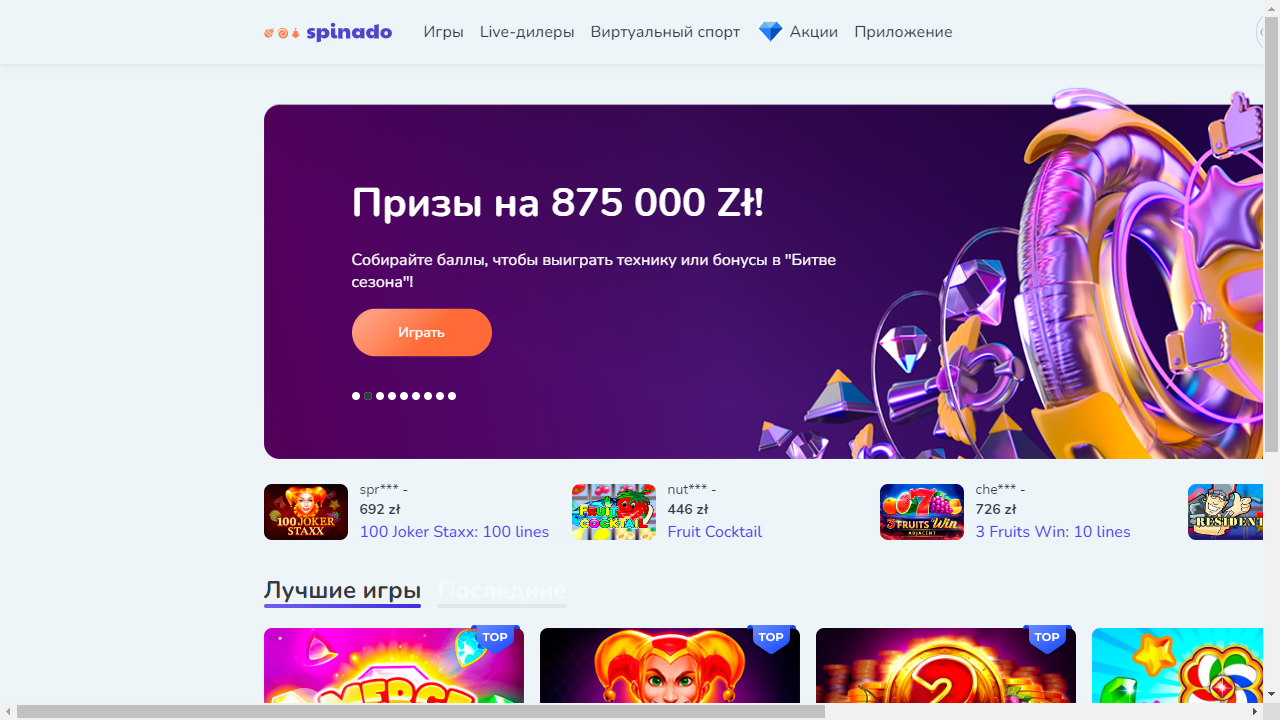 spinado
Игры
Live-дилеры
Виртуальный спорт
Акции
Приложение
Призы на 875 000 Zł!
Собирайте баллы, чтобы выиграть технику или бонусы в "Битве
сезона"!
Играть
100 JOKER
STAXX
spr*** -
692 zł
100 Joker Staxx: 100 lines
FRUIT
COCKTAIL
nut*** -
446 zł
Fruit Cocktail
3 FRUITS Win
ADJACENT
che*** -
726 zł
3 Fruits Win: 10 lines
RESIDENT
Лучшие игры
Последние
TOP
TOP
TOP
MERGE
2